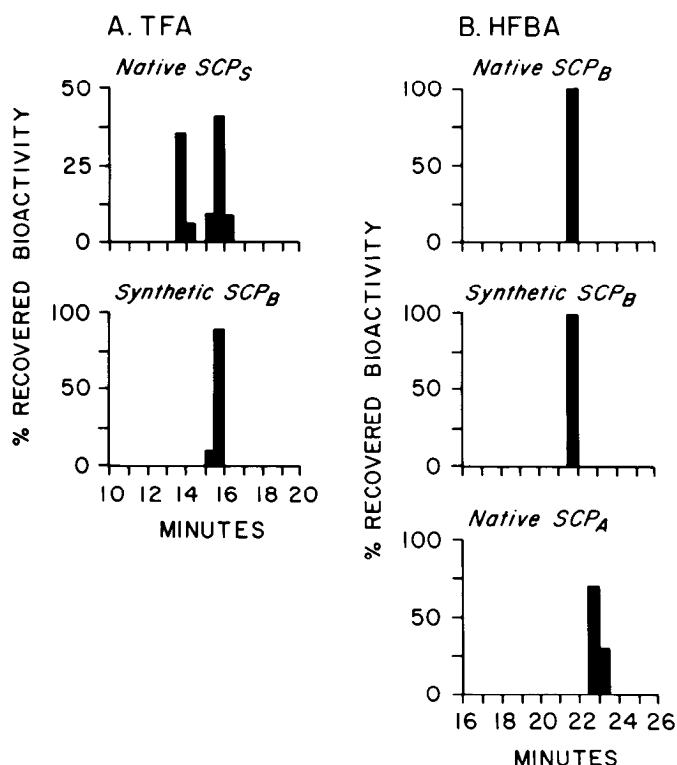 A. TFA
Native SCPS
% RECOVERED BIOACTIVITY
50
25
0
Synthetic SCPB
100
50
0
10 12 14 16 18 20
MINUTES
B. HFBA
Native SCPB
% RECOVERED BIOACTIVITY
100
50
0
Synthetic SCPB
100
50
0
Native SCPA
100
50
0
16 18 20 22 24 26
MINUTES